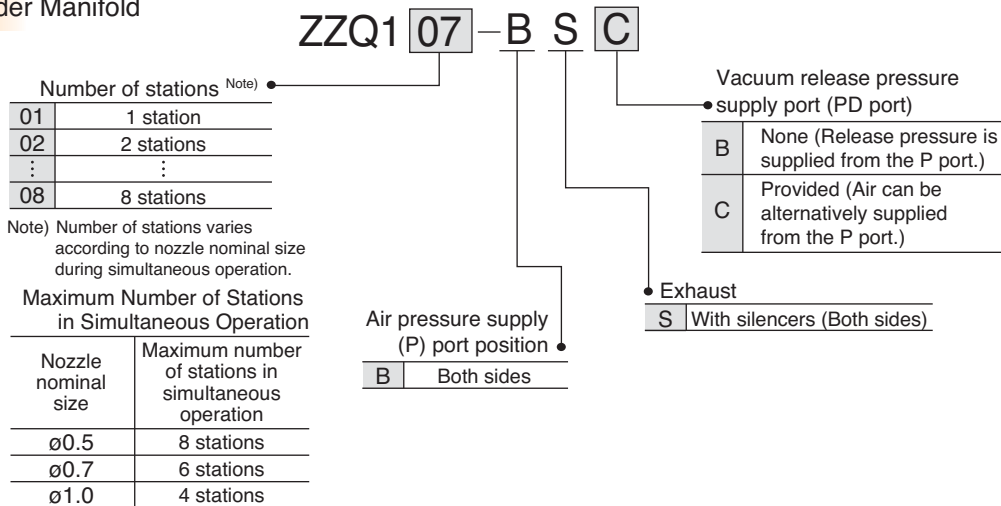 der Manifold
ZZQ1 07 – B S C
Number of stations Note)
01 1 station
02 2 stations
⋮ ⋮
08 8 stations
Note) Number of stations varies
according to nozzle nominal size
during simultaneous operation.
Maximum Number of Stations
in Simultaneous Operation
Nozzle
nominal
size
Maximum number
of stations in
simultaneous
operation
ø0.5 8 stations
ø0.7 6 stations
ø1.0 4 stations
Air pressure supply
(P) port position
B Both sides
Exhaust
S With silencers (Both sides)
Vacuum release pressure
supply port (PD port)
B None (Release pressure is
supplied from the P port.)
C Provided (Air can be
alternatively supplied
from the P port.)